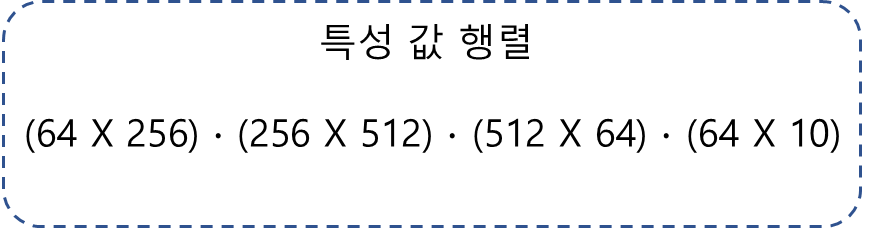 특성 값 행렬
(64 X 256) · (256 X 512) · (512 X 64) · (64 X 10)